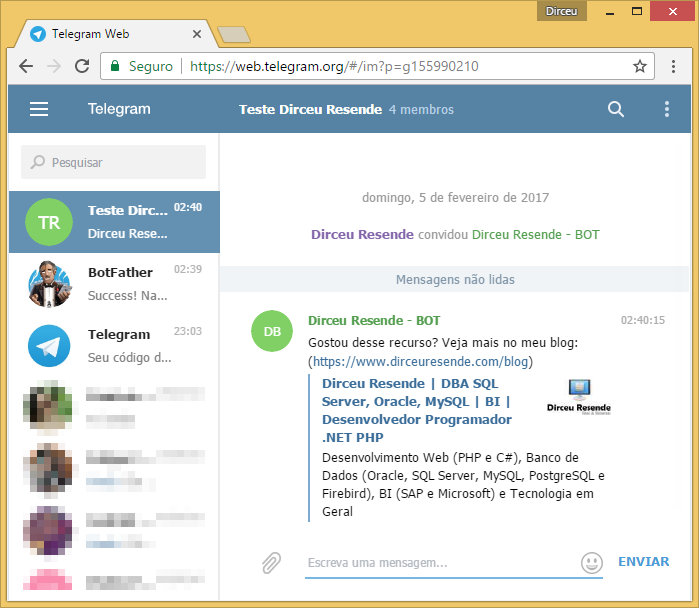 Dirceu
Telegram Web
Seguro https://web.telegram.org/#/im?p=g155990210
Telegram
Teste Dirceu Resende 4 membros
Pesquisar
TR
Teste Dirc... 02:40
Dirceu Rese...
BotFather 02:39
Success! Na...
Telegram 23:03
Seu código d...
domingo, 5 de fevereiro de 2017
Dirceu Resende convidou Dirceu Resende - BOT
Mensagens não lidas
DB
Dirceu Resende - BOT 02:40:15
Gostou desse recurso? Veja mais no meu blog:
(https://www.dirceuresende.com/blog)
Dirceu Resende | DBA SQL
Server, Oracle, MySQL | BI |
Desenvolvedor Programador
.NET PHP
Dirceu Resende
Desenvolvimento Web (PHP e C#), Banco de
Dados (Oracle, SQL Server, MySQL, PostgreSQL e
Firebird), BI (SAP e Microsoft) e Tecnologia em
Geral
Escreva uma mensagem...
ENVIAR